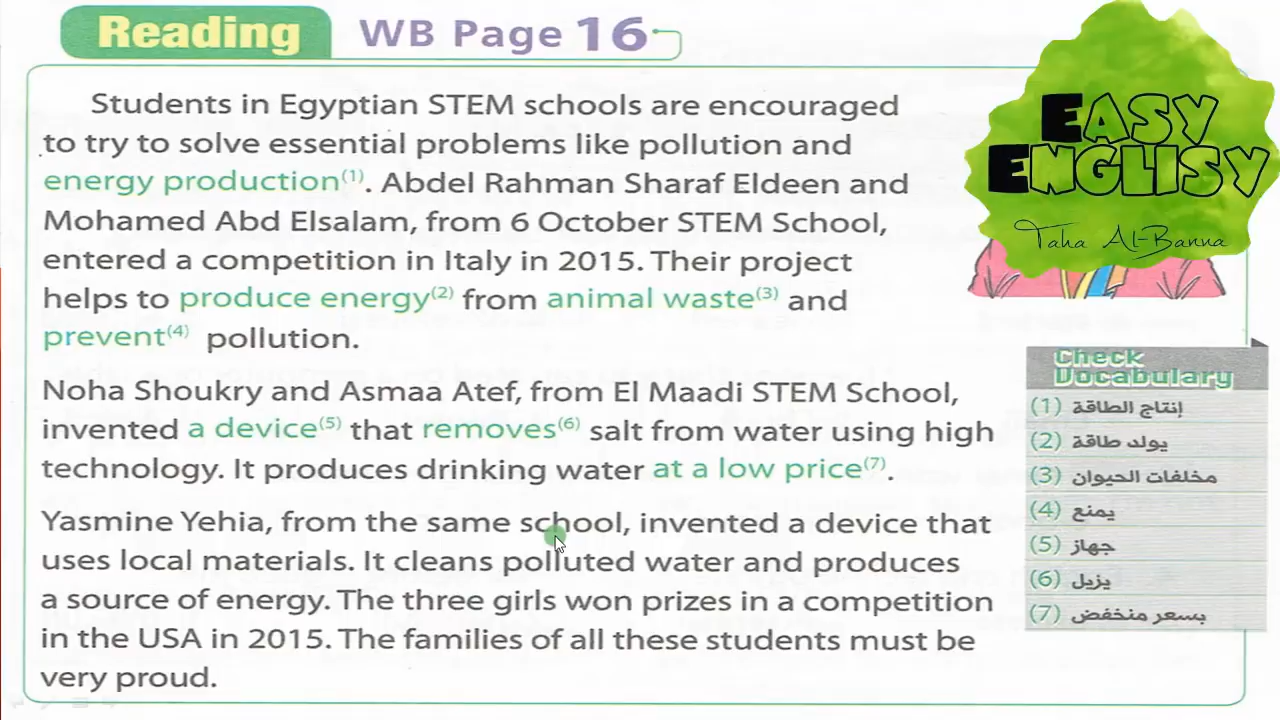 Reading WB Page 16
EASY
ENGLISY
Taha Al-Banna
Students in Egyptian STEM schools are encouraged
to try to solve essential problems like pollution and
energy production(1). Abdel Rahman Sharaf Eldeen and
Mohamed Abd Elsalam, from 6 October STEM School,
entered a competition in Italy in 2015. Their project
helps to produce energy(2) from animal waste(3) and
prevent(4) pollution.
Noha Shoukry and Asmaa Atef, from El Maadi STEM School,
invented a device(5) that removes(6) salt from water using high
technology. It produces drinking water at a low price(7).
Yasmine Yehia, from the same school, invented a device that
uses local materials. It cleans polluted water and produces
a source of energy. The three girls won prizes in a competition
in the USA in 2015. The families of all these students must be
very proud.
Check
Vocabulary
(1) إنتاج الطاقة
(2) يولد طاقة
(3) مخلفات الحيوان
(4) يمنع
(5) جهاز
(6) يزيل
(7) بسعر منخفض